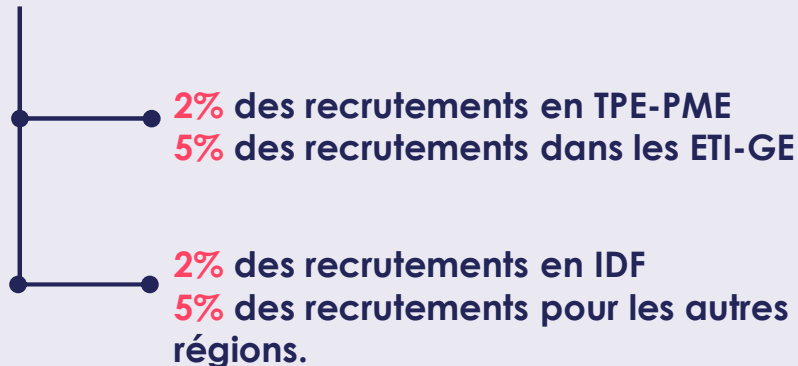 2% des recrutements en TPE-PME
5% des recrutements dans les ETI-GE
2% des recrutements en IDF
5% des recrutements pour les autres
régions.